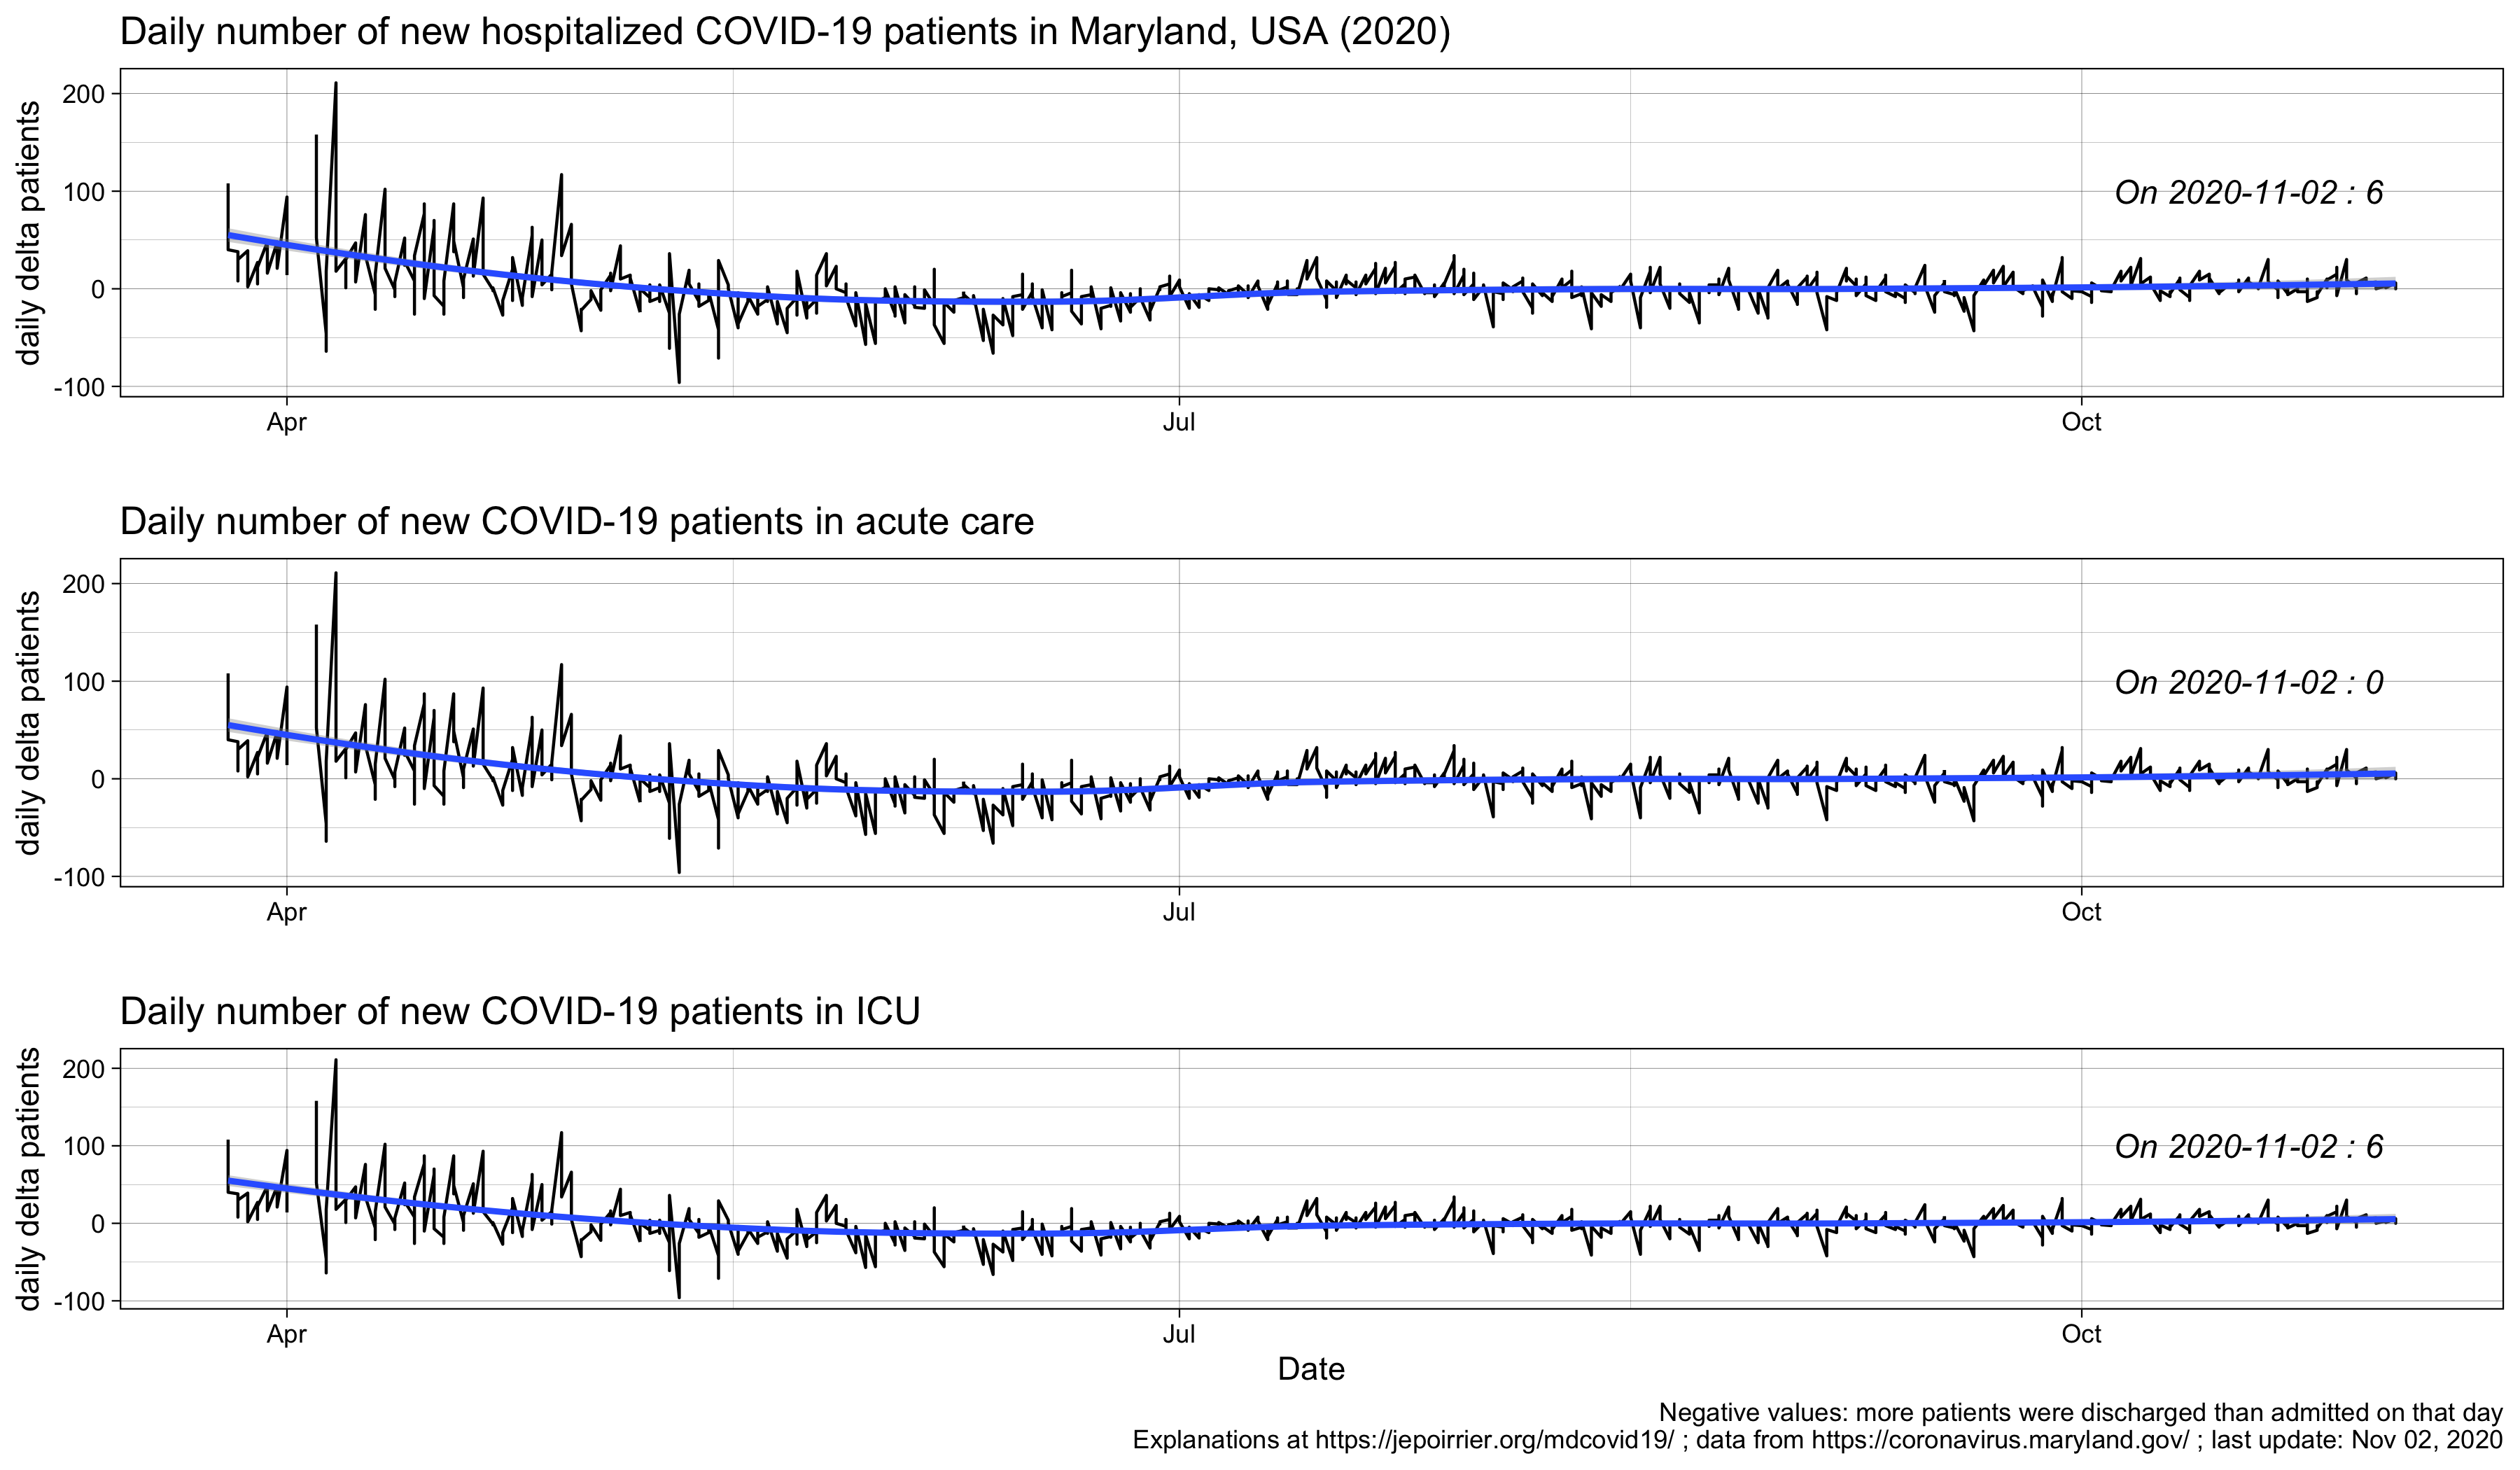 Daily number of new hospitalized COVID-19 patients in Maryland, USA (2020)
daily delta patients
200
100
0
-100
On 2020-11-02 : 6
Apr
Jul
Oct
Daily number of new COVID-19 patients in acute care
daily delta patients
200
100
0
-100
On 2020-11-02 : 0
Apr
Jul
Oct
Daily number of new COVID-19 patients in ICU
daily delta patients
200
100
0
-100
On 2020-11-02 : 6
Apr
Jul
Oct
Date
Negative values: more patients were discharged than admitted on that day
Explanations at https://jepoirrier.org/mdcovid19/ ; data from https://coronavirus.maryland.gov/ ; last update: Nov 02, 2020